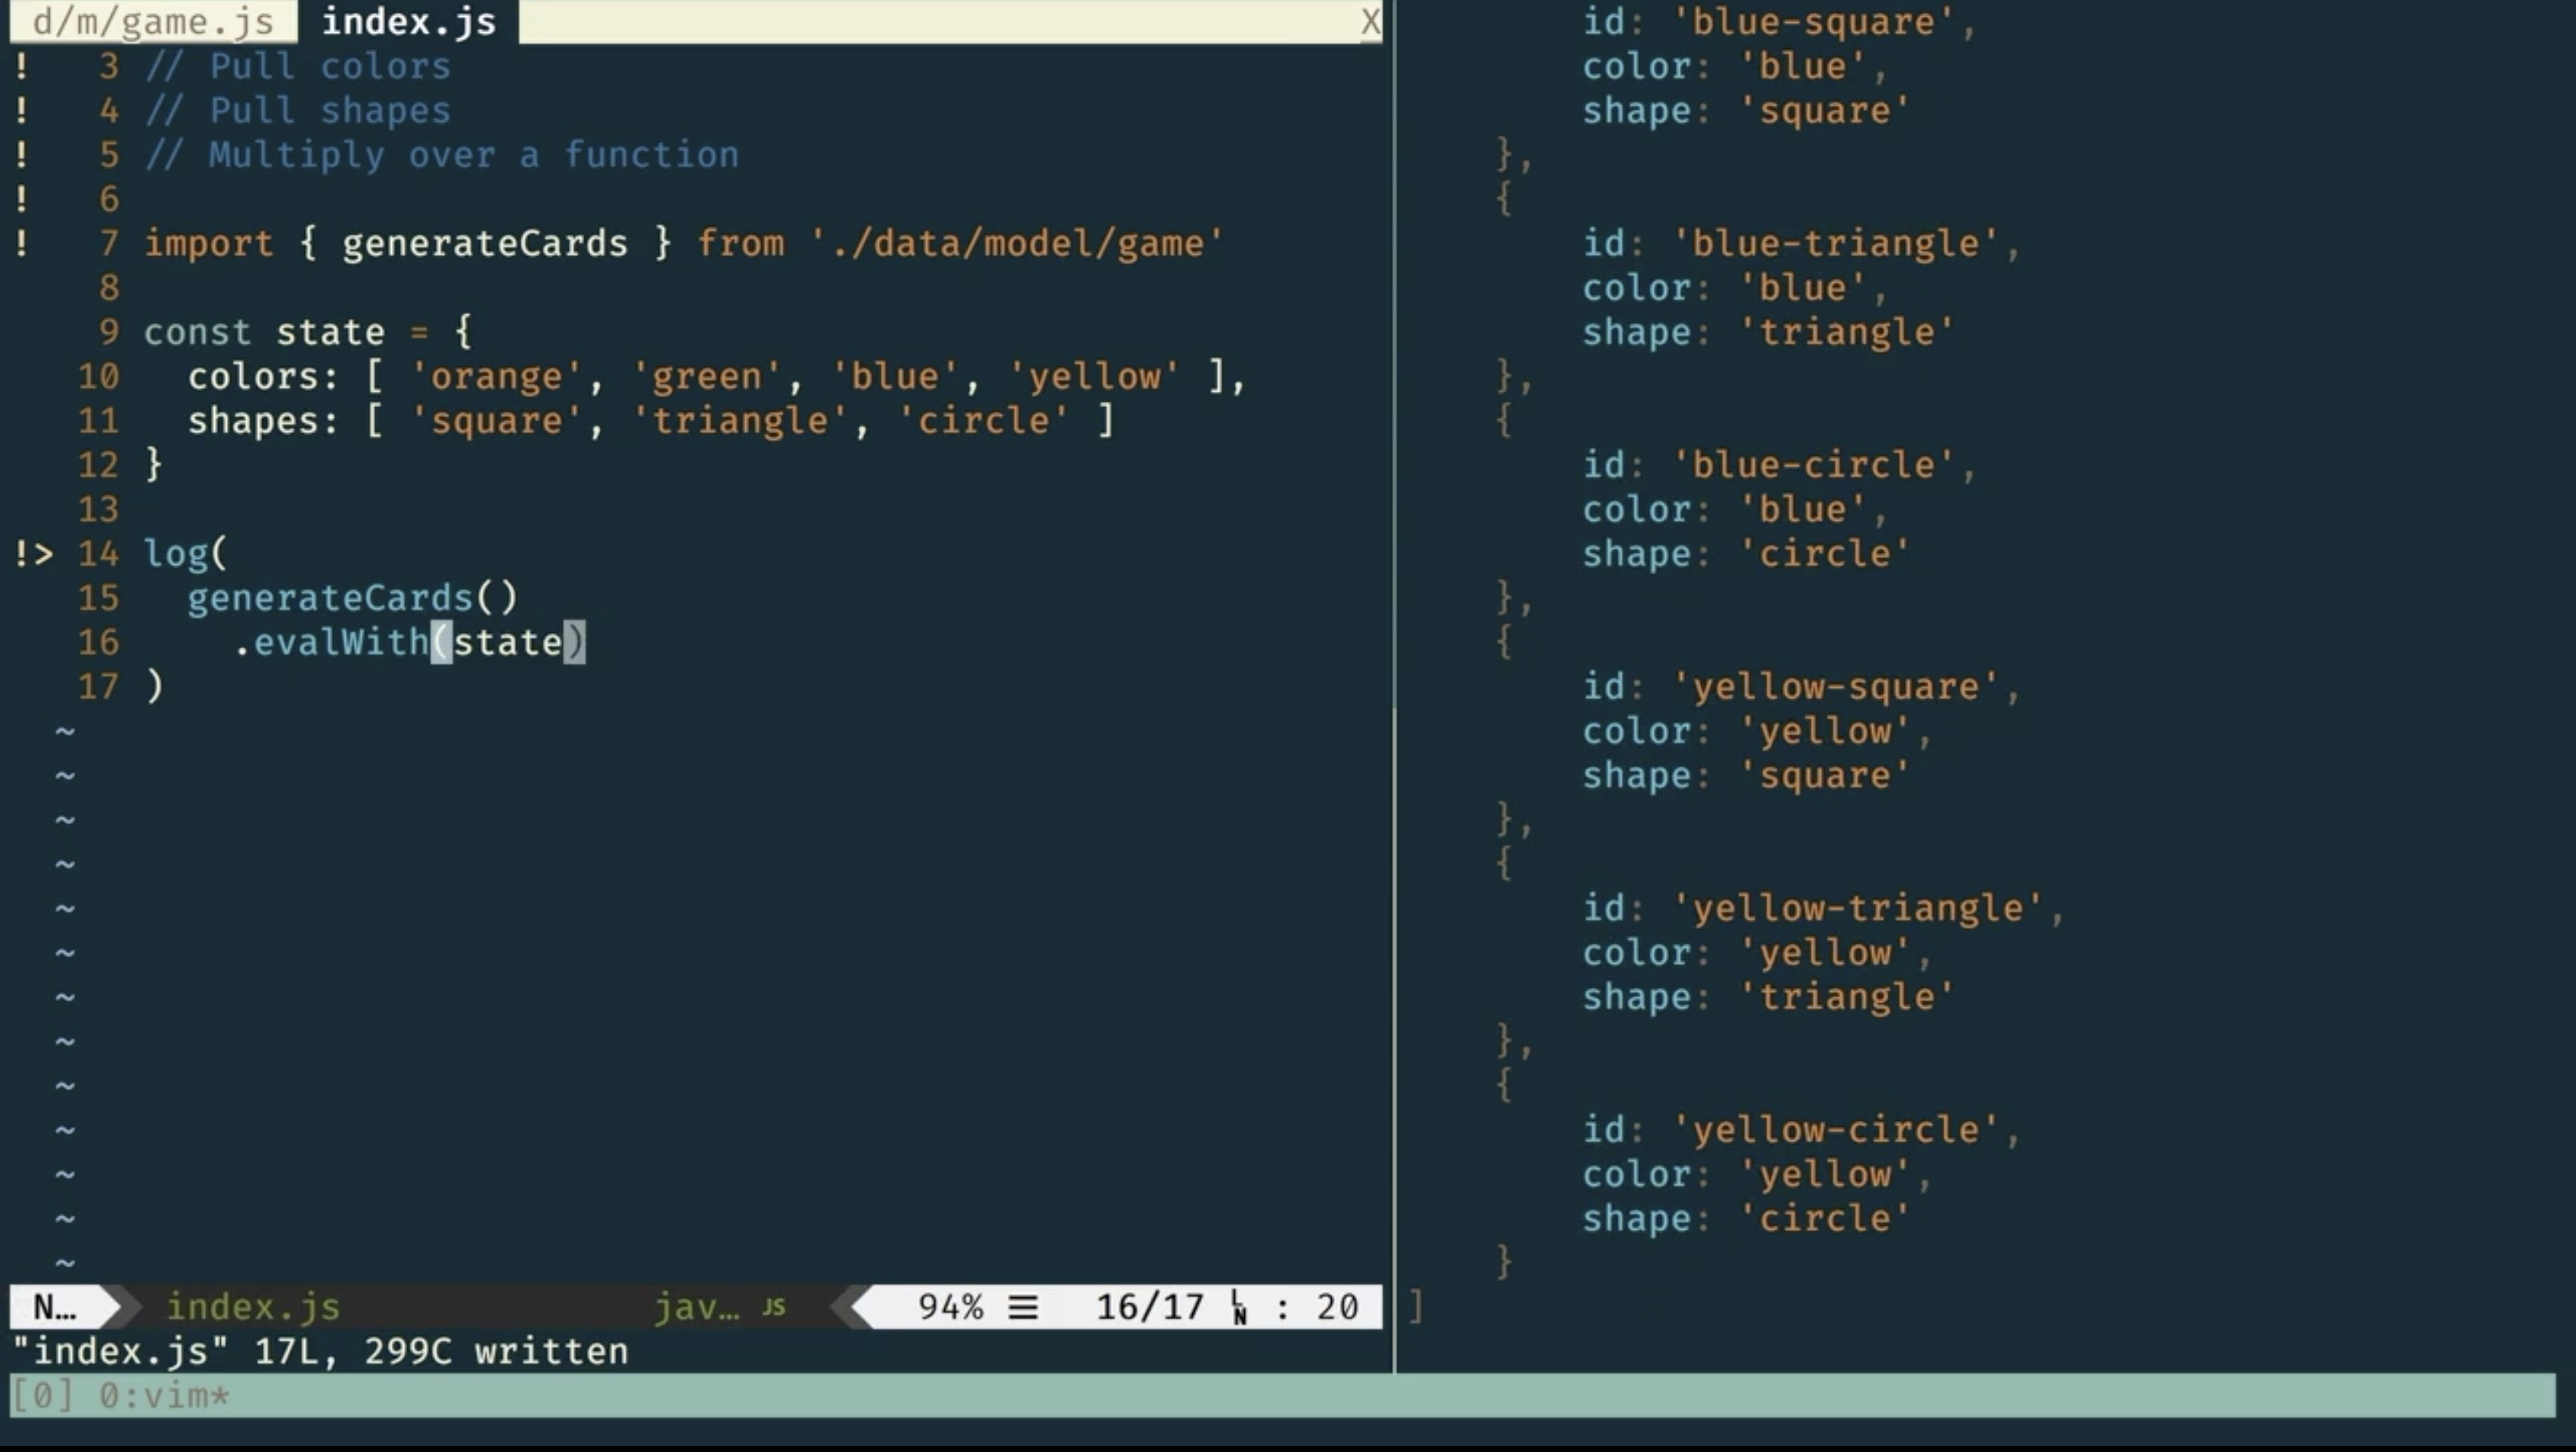 d/m/game.js index.js X
! 3 // Pull colors
! 4 // Pull shapes
! 5 // Multiply over a function
! 6
! 7 import { generateCards } from './data/model/game'
8
9 const state = {
10 colors: [ 'orange', 'green', 'blue', 'yellow' ],
11 shapes: [ 'square', 'triangle', 'circle' ]
12 }
13
!> 14 log(
15 generateCards()
16 .evalWith(state)
17 )
~
~
~
~
~
~
~
~
~
~
~
~
~
N… index.js jav… JS 94% ☰ 16/17 LN : 20
"index.js" 17L, 299C written
[0] 0:vim*
id: 'blue-square',
color: 'blue',
shape: 'square'
},
{
id: 'blue-triangle',
color: 'blue',
shape: 'triangle'
},
{
id: 'blue-circle',
color: 'blue',
shape: 'circle'
},
{
id: 'yellow-square',
color: 'yellow',
shape: 'square'
},
{
id: 'yellow-triangle',
color: 'yellow',
shape: 'triangle'
},
{
id: 'yellow-circle',
color: 'yellow',
shape: 'circle'
}
]